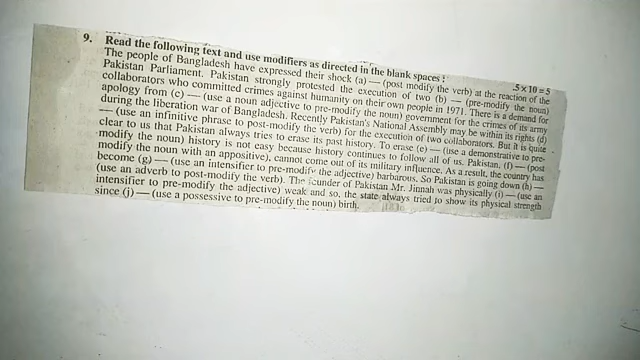 9. Read the following text and use modifiers as directed in the blank spaces : .5×10=5
The people of Bangladesh have expressed their shock (a) — (post modify the verb) at the reaction of the
Pakistan Parliament. Pakistan strongly protested the execution of two (b) — (pre-modify the noun)
collaborators who committed crimes against humanity on their own people in 1971. There is a demand for
apology from (c) — (use a noun adjective to pre-modify the noun) government for the crimes of its army
during the liberation war of Bangladesh. Recently Pakistan's National Assembly may be within its rights (d)
— (use an infinitive phrase to post-modify the verb) for the execution of two collaborators. But it is quite
clear to us that Pakistan always tries to erase its past history. To erase (e) — (use a demonstrative to pre-
modify the noun) history is not easy because history continues to follow all of us. Pakistan, (f) — (post
modify the noun with an appositive), cannot come out of its military influence. As a result, the country has
become (g) — (use an intensifier to pre-modify the adjective) barbarous. So Pakistan is going down (h) —
(use an adverb to post-modify the verb). The founder of Pakistan Mr. Jinnah was physically (i) — (use an
intensifier to pre-modify the adjective) weak and so, the state always tried to show its physical strength
since (j) — (use a possessive to pre-modify the noun) birth.